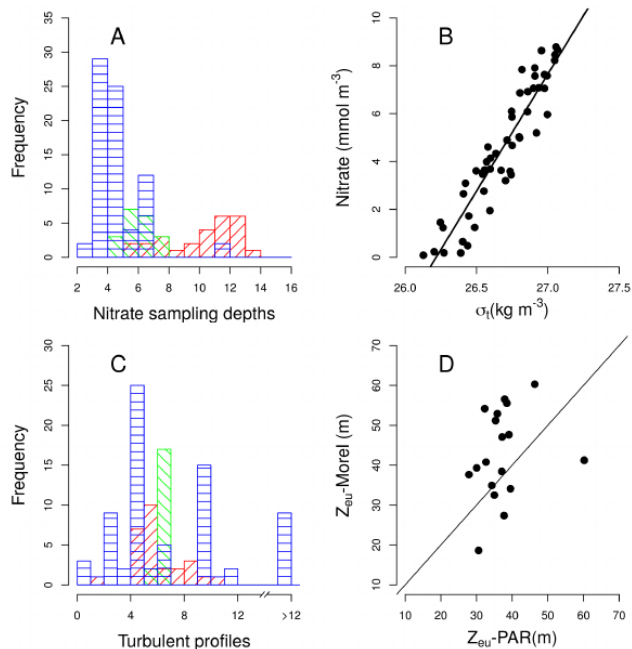 A
Frequency
0 5 10 15 20 25 30 35
2 4 6 8 10 12 14 16
Nitrate sampling depths
B
Nitrate (mmol m⁻³)
0 2 4 6 8 10
26.0 26.5 27.0 27.5
σₜ(kg m⁻³)
C
Frequency
0 5 10 15 20 25 30
0 4 8 12 >12
Turbulent profiles
D
Zₑᵤ-Morel (m)
10 20 30 40 50 60 70
10 20 30 40 50 60 70
Zₑᵤ-PAR(m)